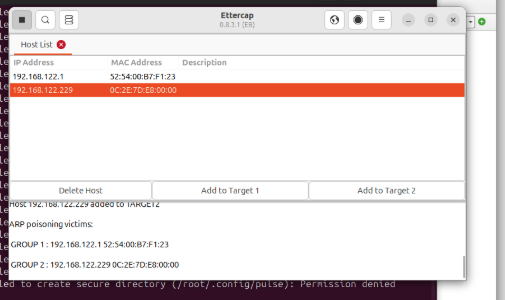 Ettercap
0.8.3.1 (EB)
Host List
IP Address MAC Address Description
192.168.122.1 52:54:00:B7:F1:23
192.168.122.229 0C:2E:7D:E8:00:00
Delete Host Add to Target 1 Add to Target 2
Host 192.168.122.229 added to TARGET2
ARP poisoning victims:
GROUP 1 : 192.168.122.1 52:54:00:B7:F1:23
GROUP 2 : 192.168.122.229 0C:2E:7D:E8:00:00
led to create secure directory (/root/.config/pulse): Permission denied